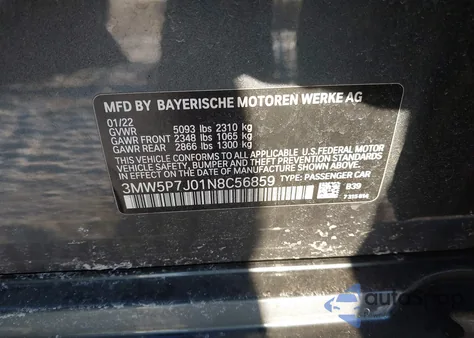 MFD BY BAYERISCHE MOTOREN WERKE AG
01/22
GVWR 5093 lbs 2310 kg
GAWR FRONT 2348 lbs 1065 kg
GAWR REAR 2866 lbs 1300 kg
THIS VEHICLE CONFORMS TO ALL APPLICABLE U.S. FEDERAL MOTOR
VEHICLE SAFETY, BUMPER, AND THEFT PREVENTION STANDARDS
IN EFFECT ON THE DATE OF MANUFACTURE SHOWN ABOVE.
3MW5P7J01N8C56859 TYPE: PASSENGER CAR
B39